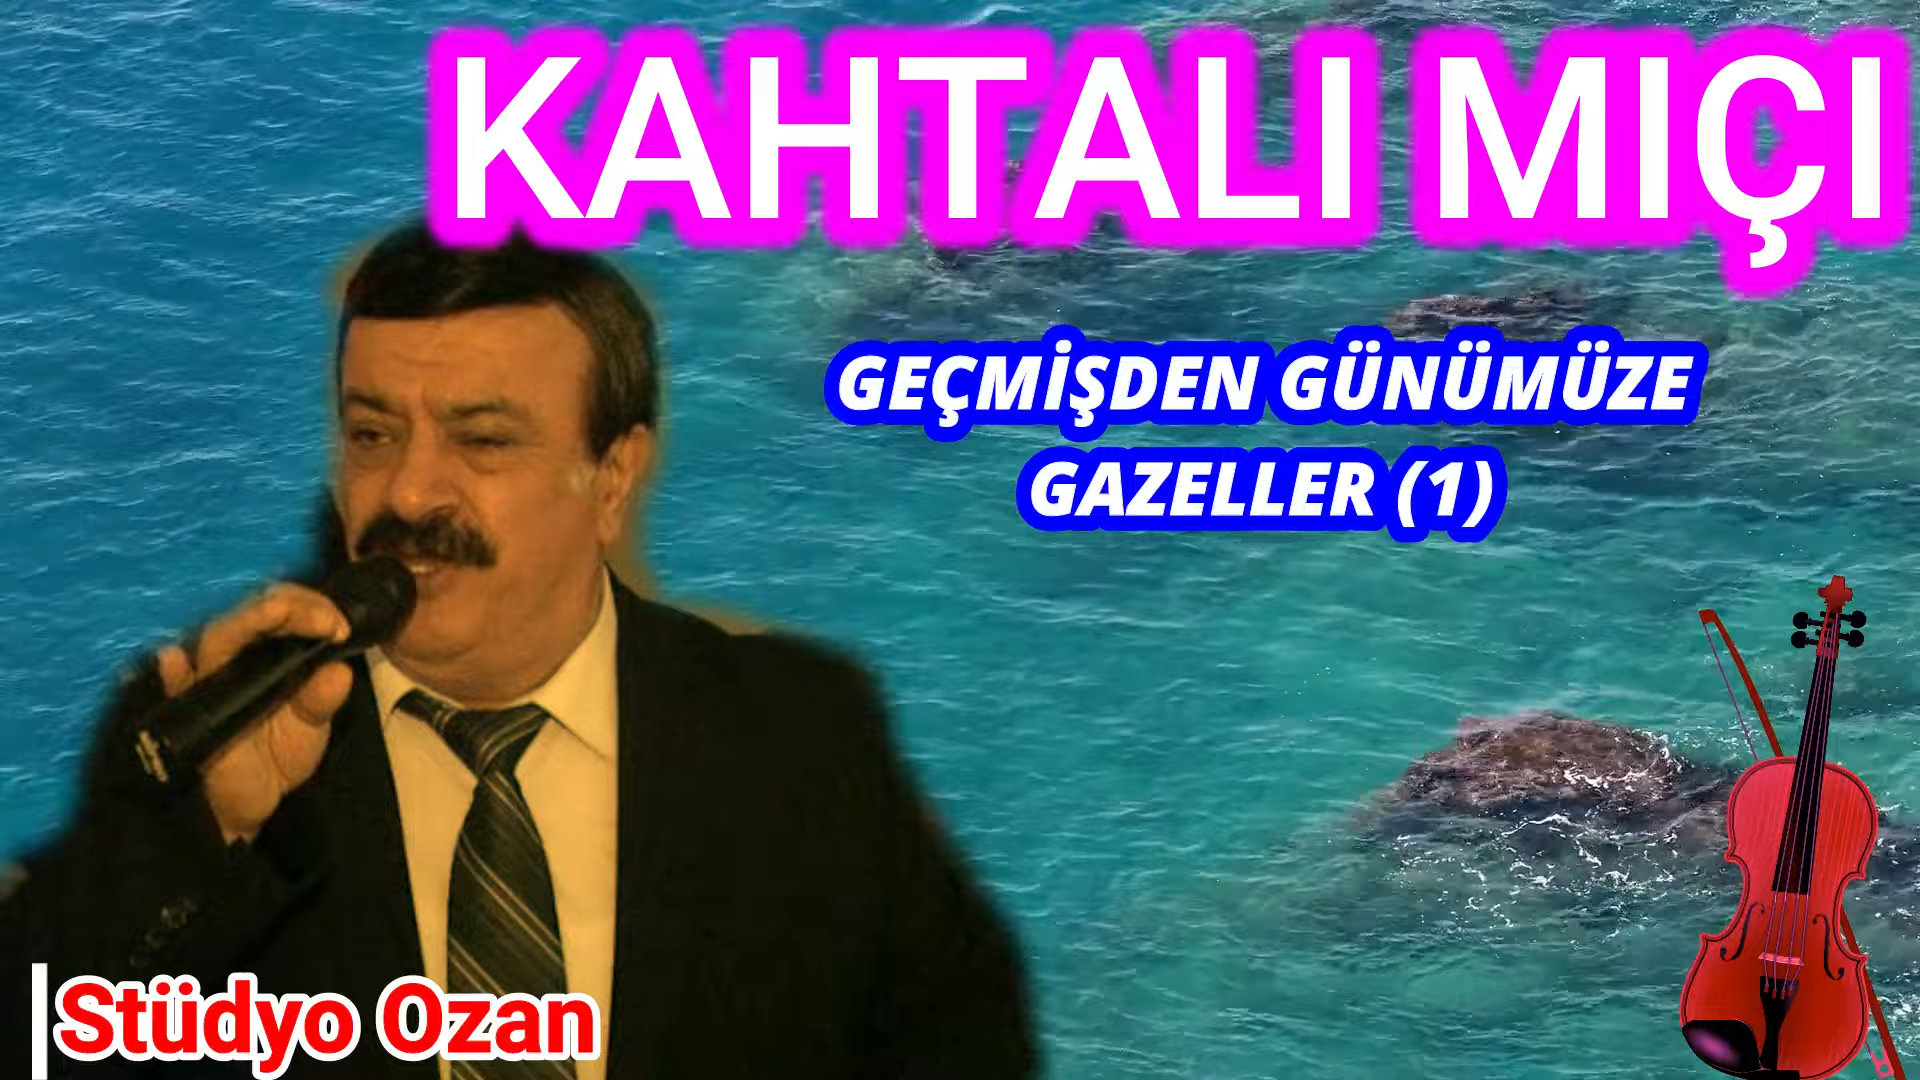 KAHTALI MIÇI
GEÇMİŞDEN GÜNÜMÜZE
GAZELLER (1)
Stüdyo Ozan